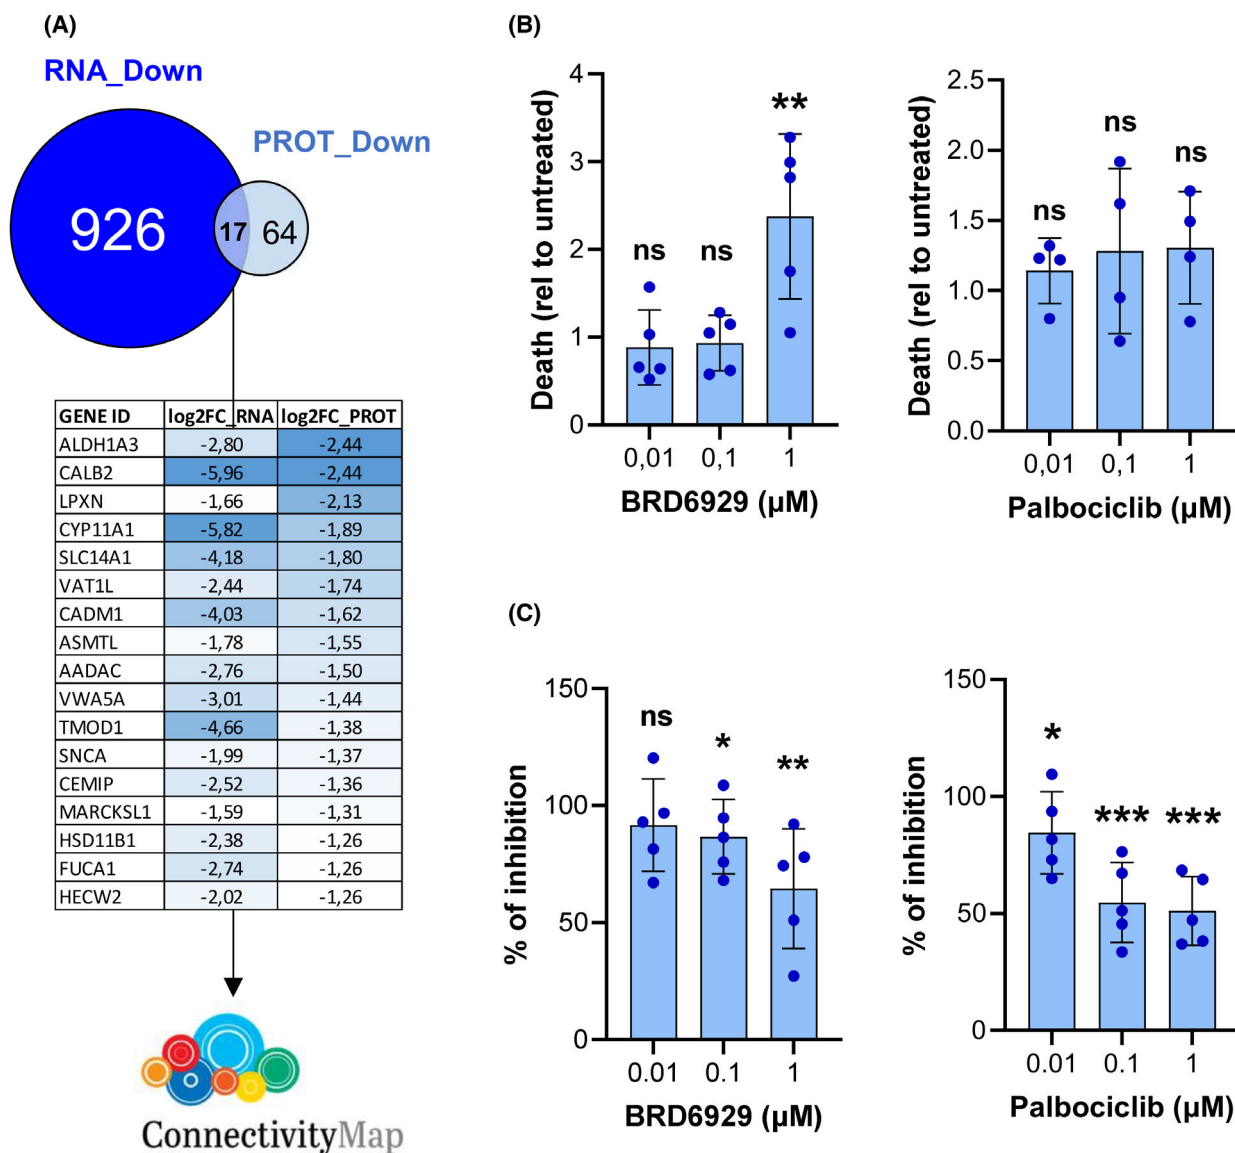 (A)
RNA_Down
PROT_Down
926
17
64
GENE ID log2FC_RNA log2FC_PROT
ALDH1A3 -2,80 -2,44
CALB2 -5,96 -2,44
LPXN -1,66 -2,13
CYP11A1 -5,82 -1,89
SLC14A1 -4,18 -1,80
VAT1L -2,44 -1,74
CADM1 -4,03 -1,62
ASMTL -1,78 -1,55
AADAC -2,76 -1,50
VWA5A -3,01 -1,44
TMOD1 -4,66 -1,38
SNCA -1,99 -1,37
CEMIP -2,52 -1,36
MARCKSL1 -1,59 -1,31
HSD11B1 -2,38 -1,26
FUCA1 -2,74 -1,26
HECW2 -2,02 -1,26
ConnectivityMap
(B)
Death (rel to untreated)
4
3
2
1
0
ns
ns
**
0,01 0,1 1
BRD6929 (µM)
Death (rel to untreated)
2.5
2.0
1.5
1.0
0.5
0.0
ns
ns
ns
0,01 0,1 1
Palbociclib (µM)
(C)
% of inhibition
150
100
50
0
ns
*
**
0.01 0.1 1
BRD6929 (µM)
% of inhibition
150
100
50
0
*
***
***
0.01 0.1 1
Palbociclib (µM)